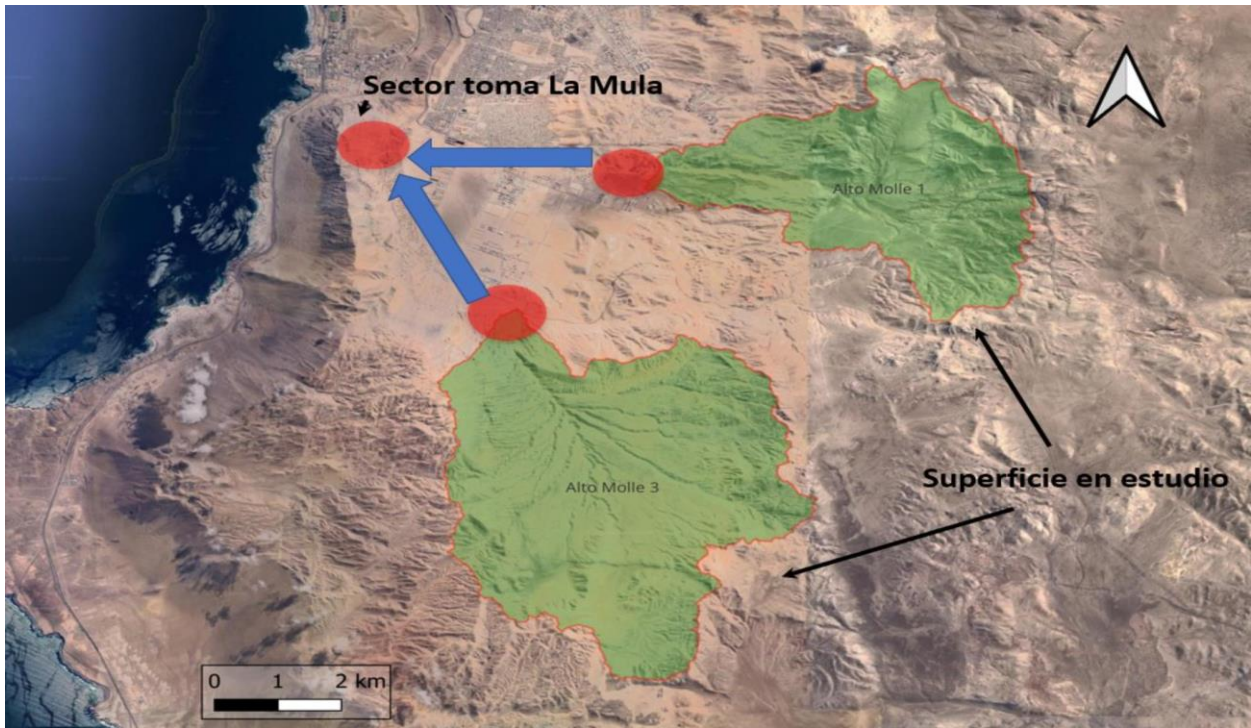 Sector toma La Mula
Alto Molle 1
Superficie en estudio
Alto Molle 3
0 1 2 km